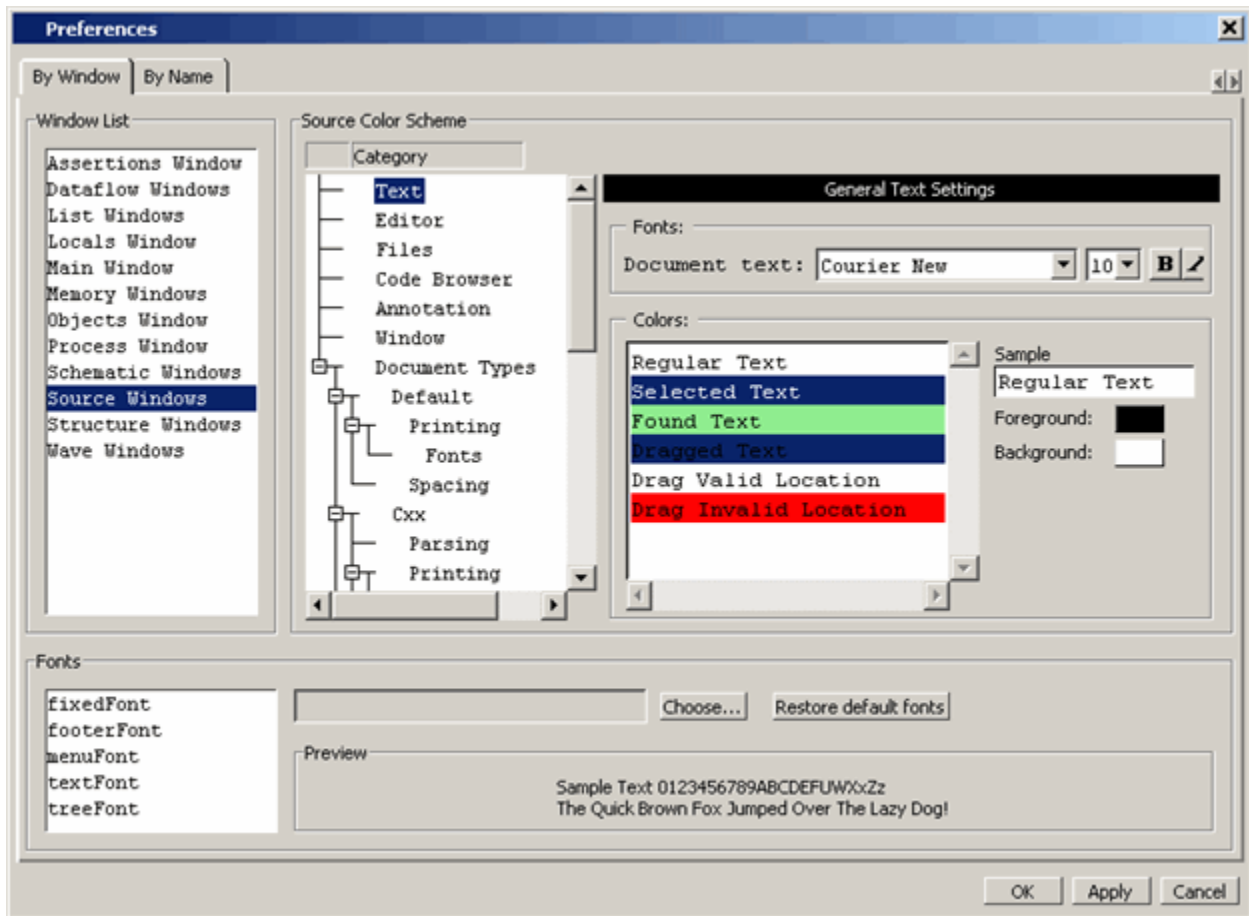 Preferences
By Window
By Name
Window List
Assertions Window
Dataflow Windows
List Windows
Locals Window
Main Window
Memory Windows
Objects Window
Process Window
Schematic Windows
Source Windows
Structure Windows
Wave Windows
Source Color Scheme
Category
Text
Editor
Files
Code Browser
Annotation
Window
Document Types
Default
Printing
Fonts
Spacing
Cxx
Parsing
Printing
General Text Settings
Fonts:
Document text: Courier New 10 B I
Colors:
Regular Text
Selected Text
Found Text
Dragged Text
Drag Valid Location
Drag Invalid Location
Sample
Regular Text
Foreground:
Background:
Fonts
fixedFont
footerFont
menuFont
textFont
treeFont
Choose...
Restore default fonts
Preview
Sample Text 0123456789ABCDEFUWXxZz
The Quick Brown Fox Jumped Over The Lazy Dog!
OK
Apply
Cancel